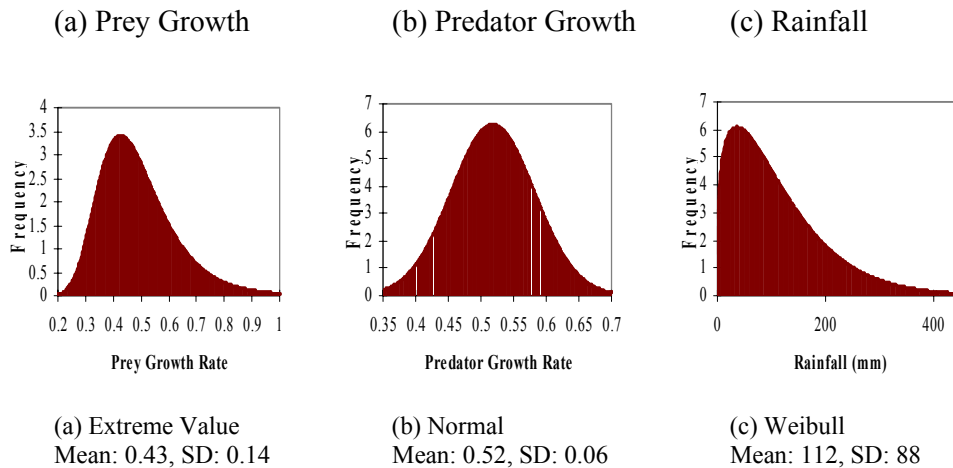 (a) Prey Growth
(b) Predator Growth
(c) Rainfall
4
3.5
3
2.5
2
1.5
1
0.5
0
Frequency
0.2 0.3 0.4 0.5 0.6 0.7 0.8 0.9 1
Prey Growth Rate
7
6
5
4
3
2
1
0
Frequency
0.35 0.4 0.45 0.5 0.55 0.6 0.65 0.7
Predator Growth Rate
7
6
5
4
3
2
1
0
Frequency
0 200 400
Rainfall (mm)
(a) Extreme Value
Mean: 0.43, SD: 0.14
(b) Normal
Mean: 0.52, SD: 0.06
(c) Weibull
Mean: 112, SD: 88